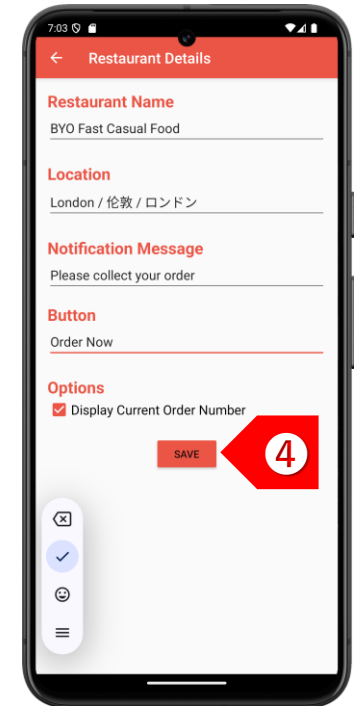 7:03
Restaurant Details
Restaurant Name
BYO Fast Casual Food
Location
London / 伦敦 / ロンドン
Notification Message
Please collect your order
Button
Order Now
Options
Display Current Order Number
SAVE
4